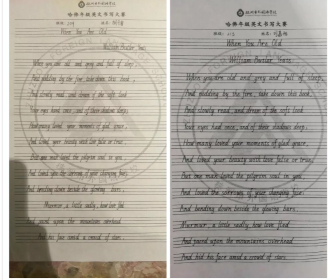 When You Are Old
William Butler Yeats
When you are old and grey and full of sleep
And nodding by the fire, take down this book,
And slowly read and dream of the soft look
Your eyes had once, and of their shadows deep;
How many loved your moments of glad grace,
And loved your beauty with love false or true,
But one man loved the pilgrim soul in you,
And loved the sorrows of your changing face;
And bending down beside the glowing bars,
Murmur, a little sadly, how love fled
And paced upon the mountains overhead
And hid his face amid a crowd of stars.
When You Are Old
William Butler Yeats
When you are old and grey and full of sleep,
And nodding by the fire, take down this book,
And slowly read and dream of the soft look
Your eyes had once, and of their shadows deep;
How many loved your moments of glad grace,
And loved your beauty with love false or true,
But one man loved the pilgrim soul in you
And loved the sorrows of your changing face;
And bending down beside the glowing bars
Murmur, a little sadly, how love fled
And paced upon the mountains overhead
And hid his face amid a crowd of stars.